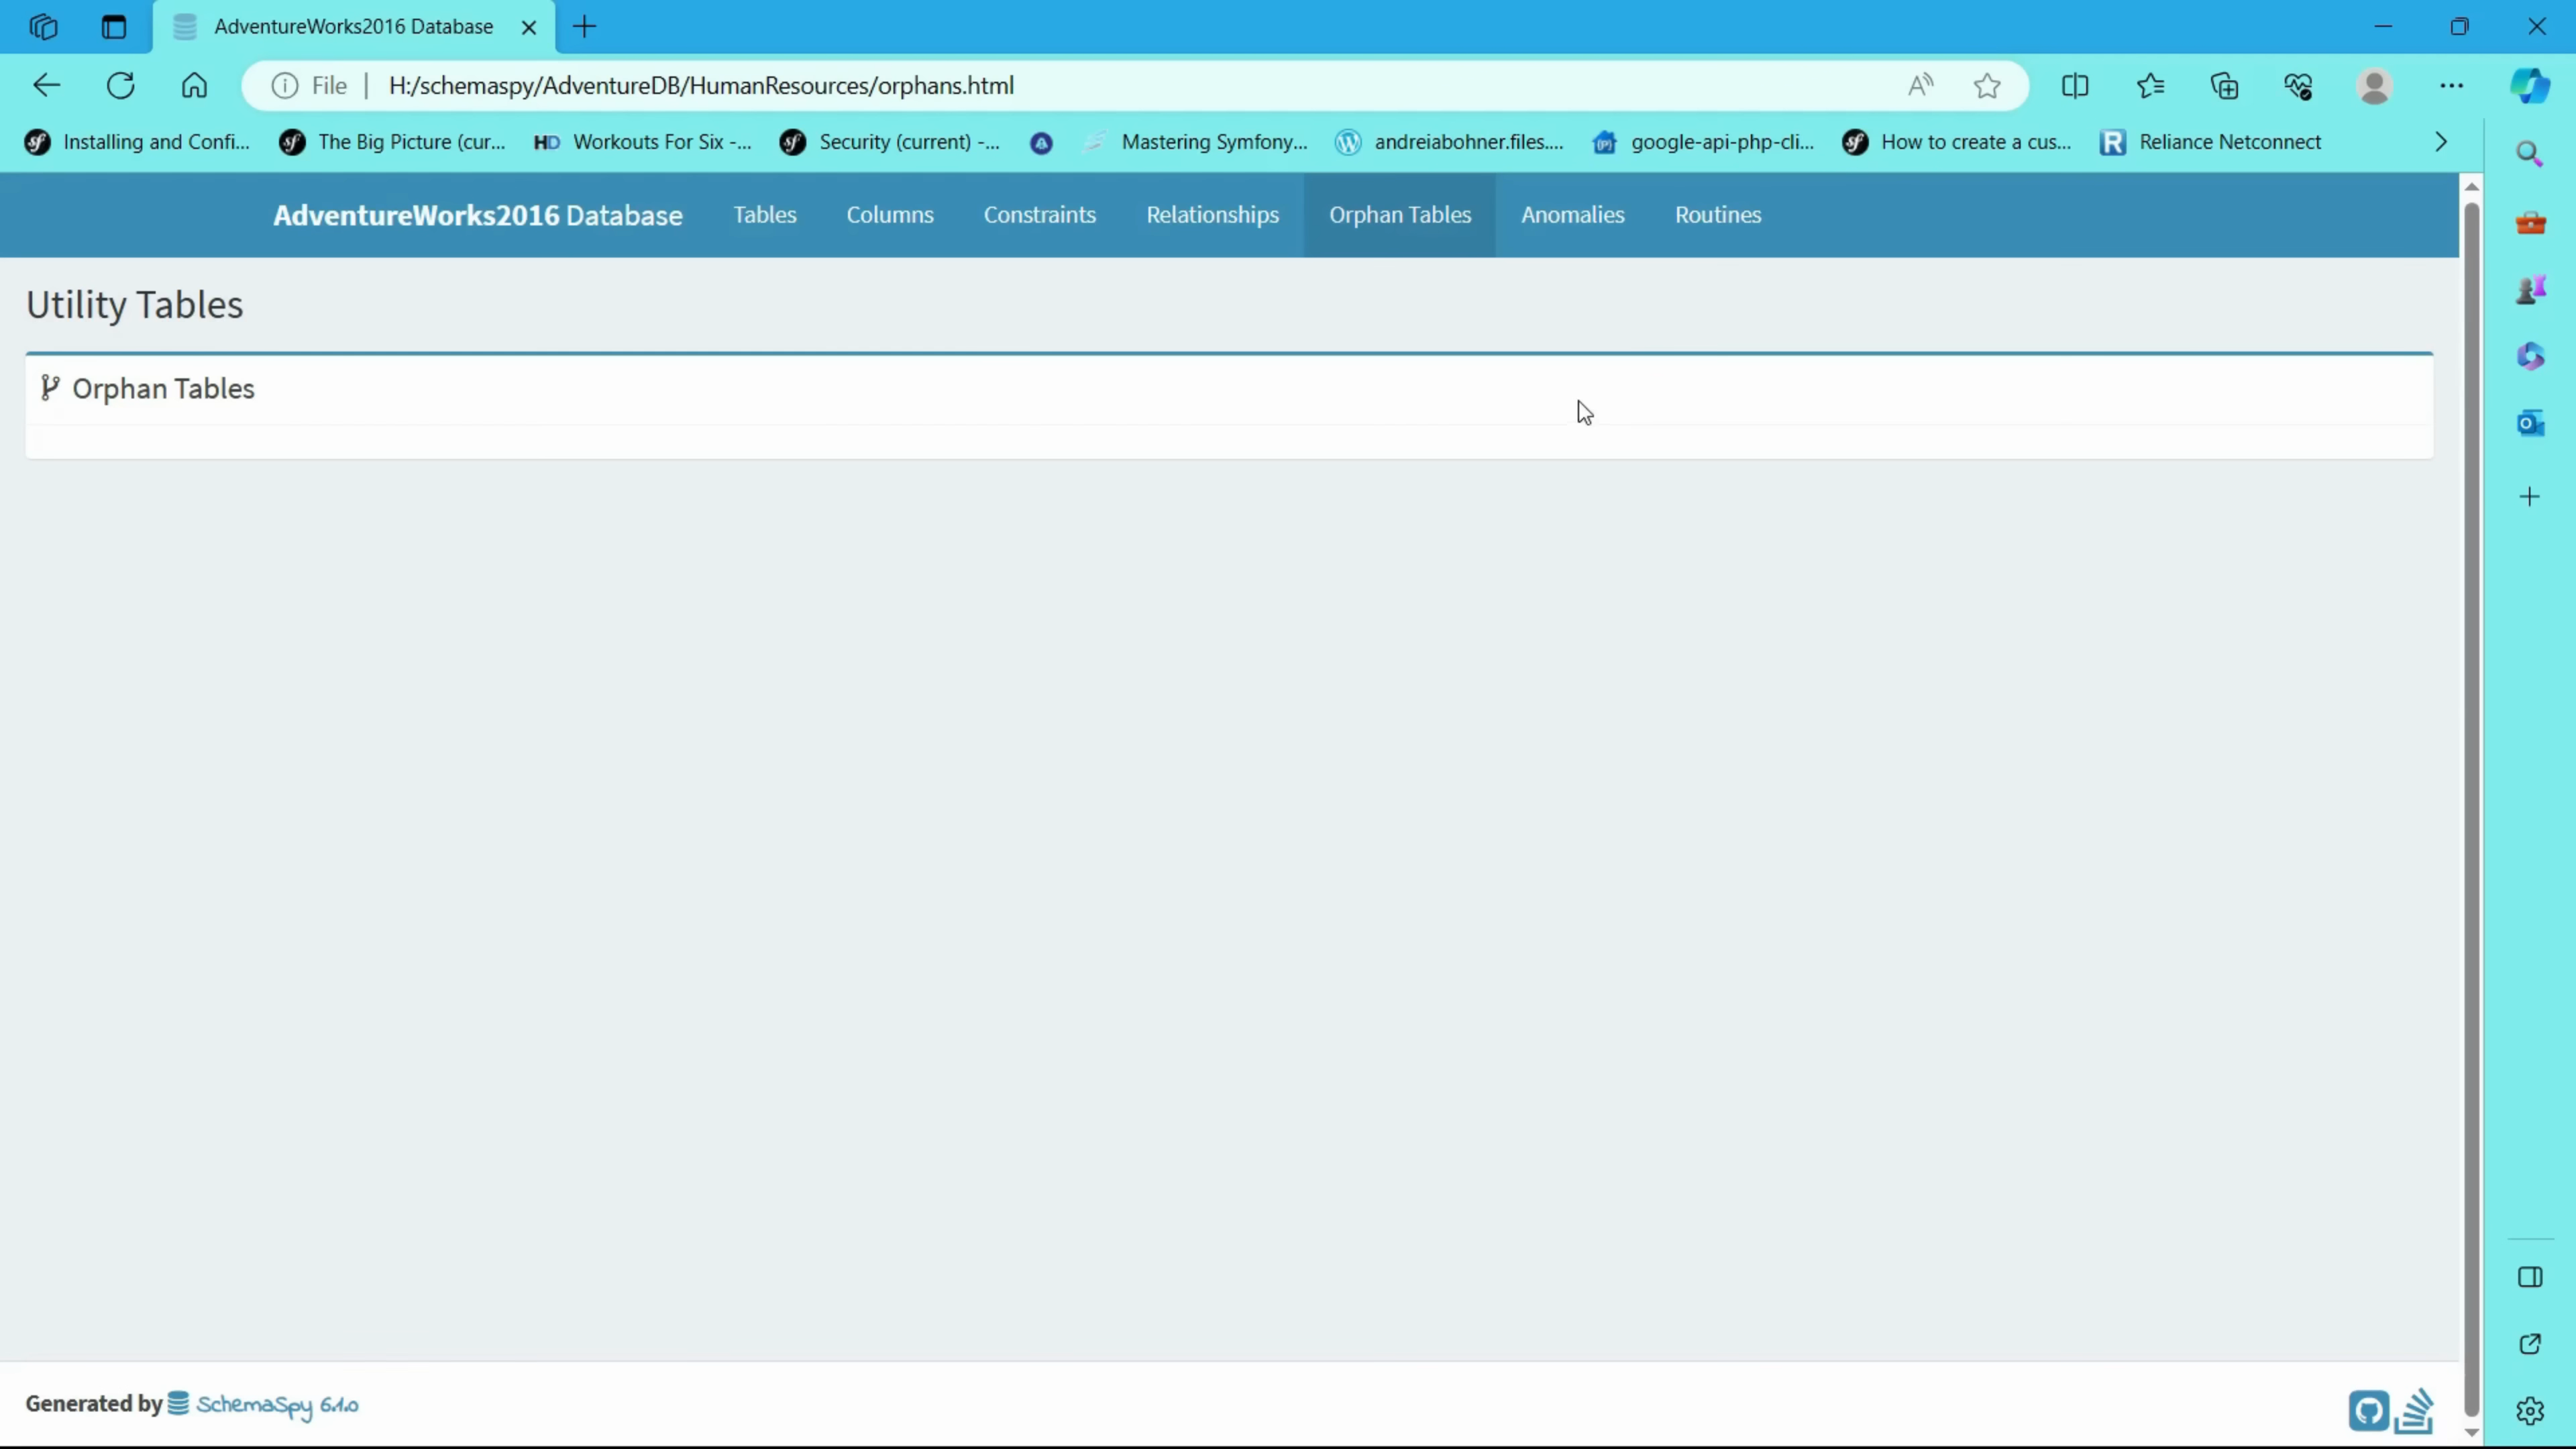 AdventureWorks2016 Database
File | H:/schemaspy/AdventureDB/HumanResources/orphans.html
Installing and Confi... The Big Picture (cur... HD Workouts For Six -... Security (current) -... Mastering Symfony... andreiabohner.files.... google-api-php-cli... How to create a cus... R Reliance Netconnect
AdventureWorks2016 Database Tables Columns Constraints Relationships Orphan Tables Anomalies Routines
Utility Tables
Orphan Tables
Generated by SchemaSpy 6.1.0